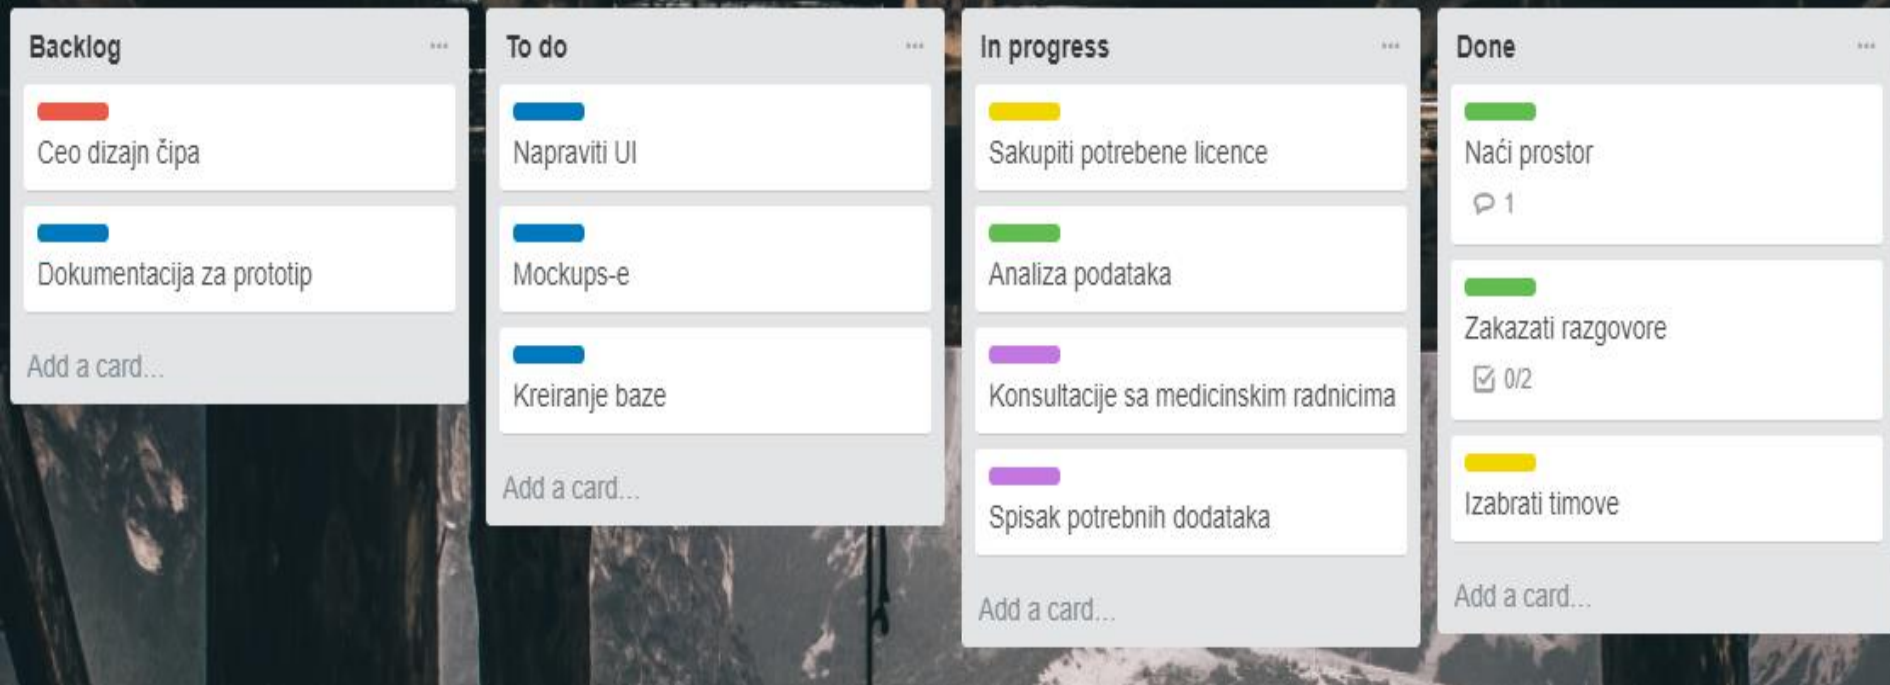 Backlog
Ceo dizajn čipa
Dokumentacija za prototip
Add a card...
To do
Napraviti UI
Mockups-e
Kreiranje baze
Add a card...
In progress
Sakupiti potrebene licence
Analiza podataka
Konsultacije sa medicinskim radnicima
Spisak potrebnih dodataka
Add a card...
Done
Naći prostor
1
Zakazati razgovore
0/2
Izabrati timove
Add a card...